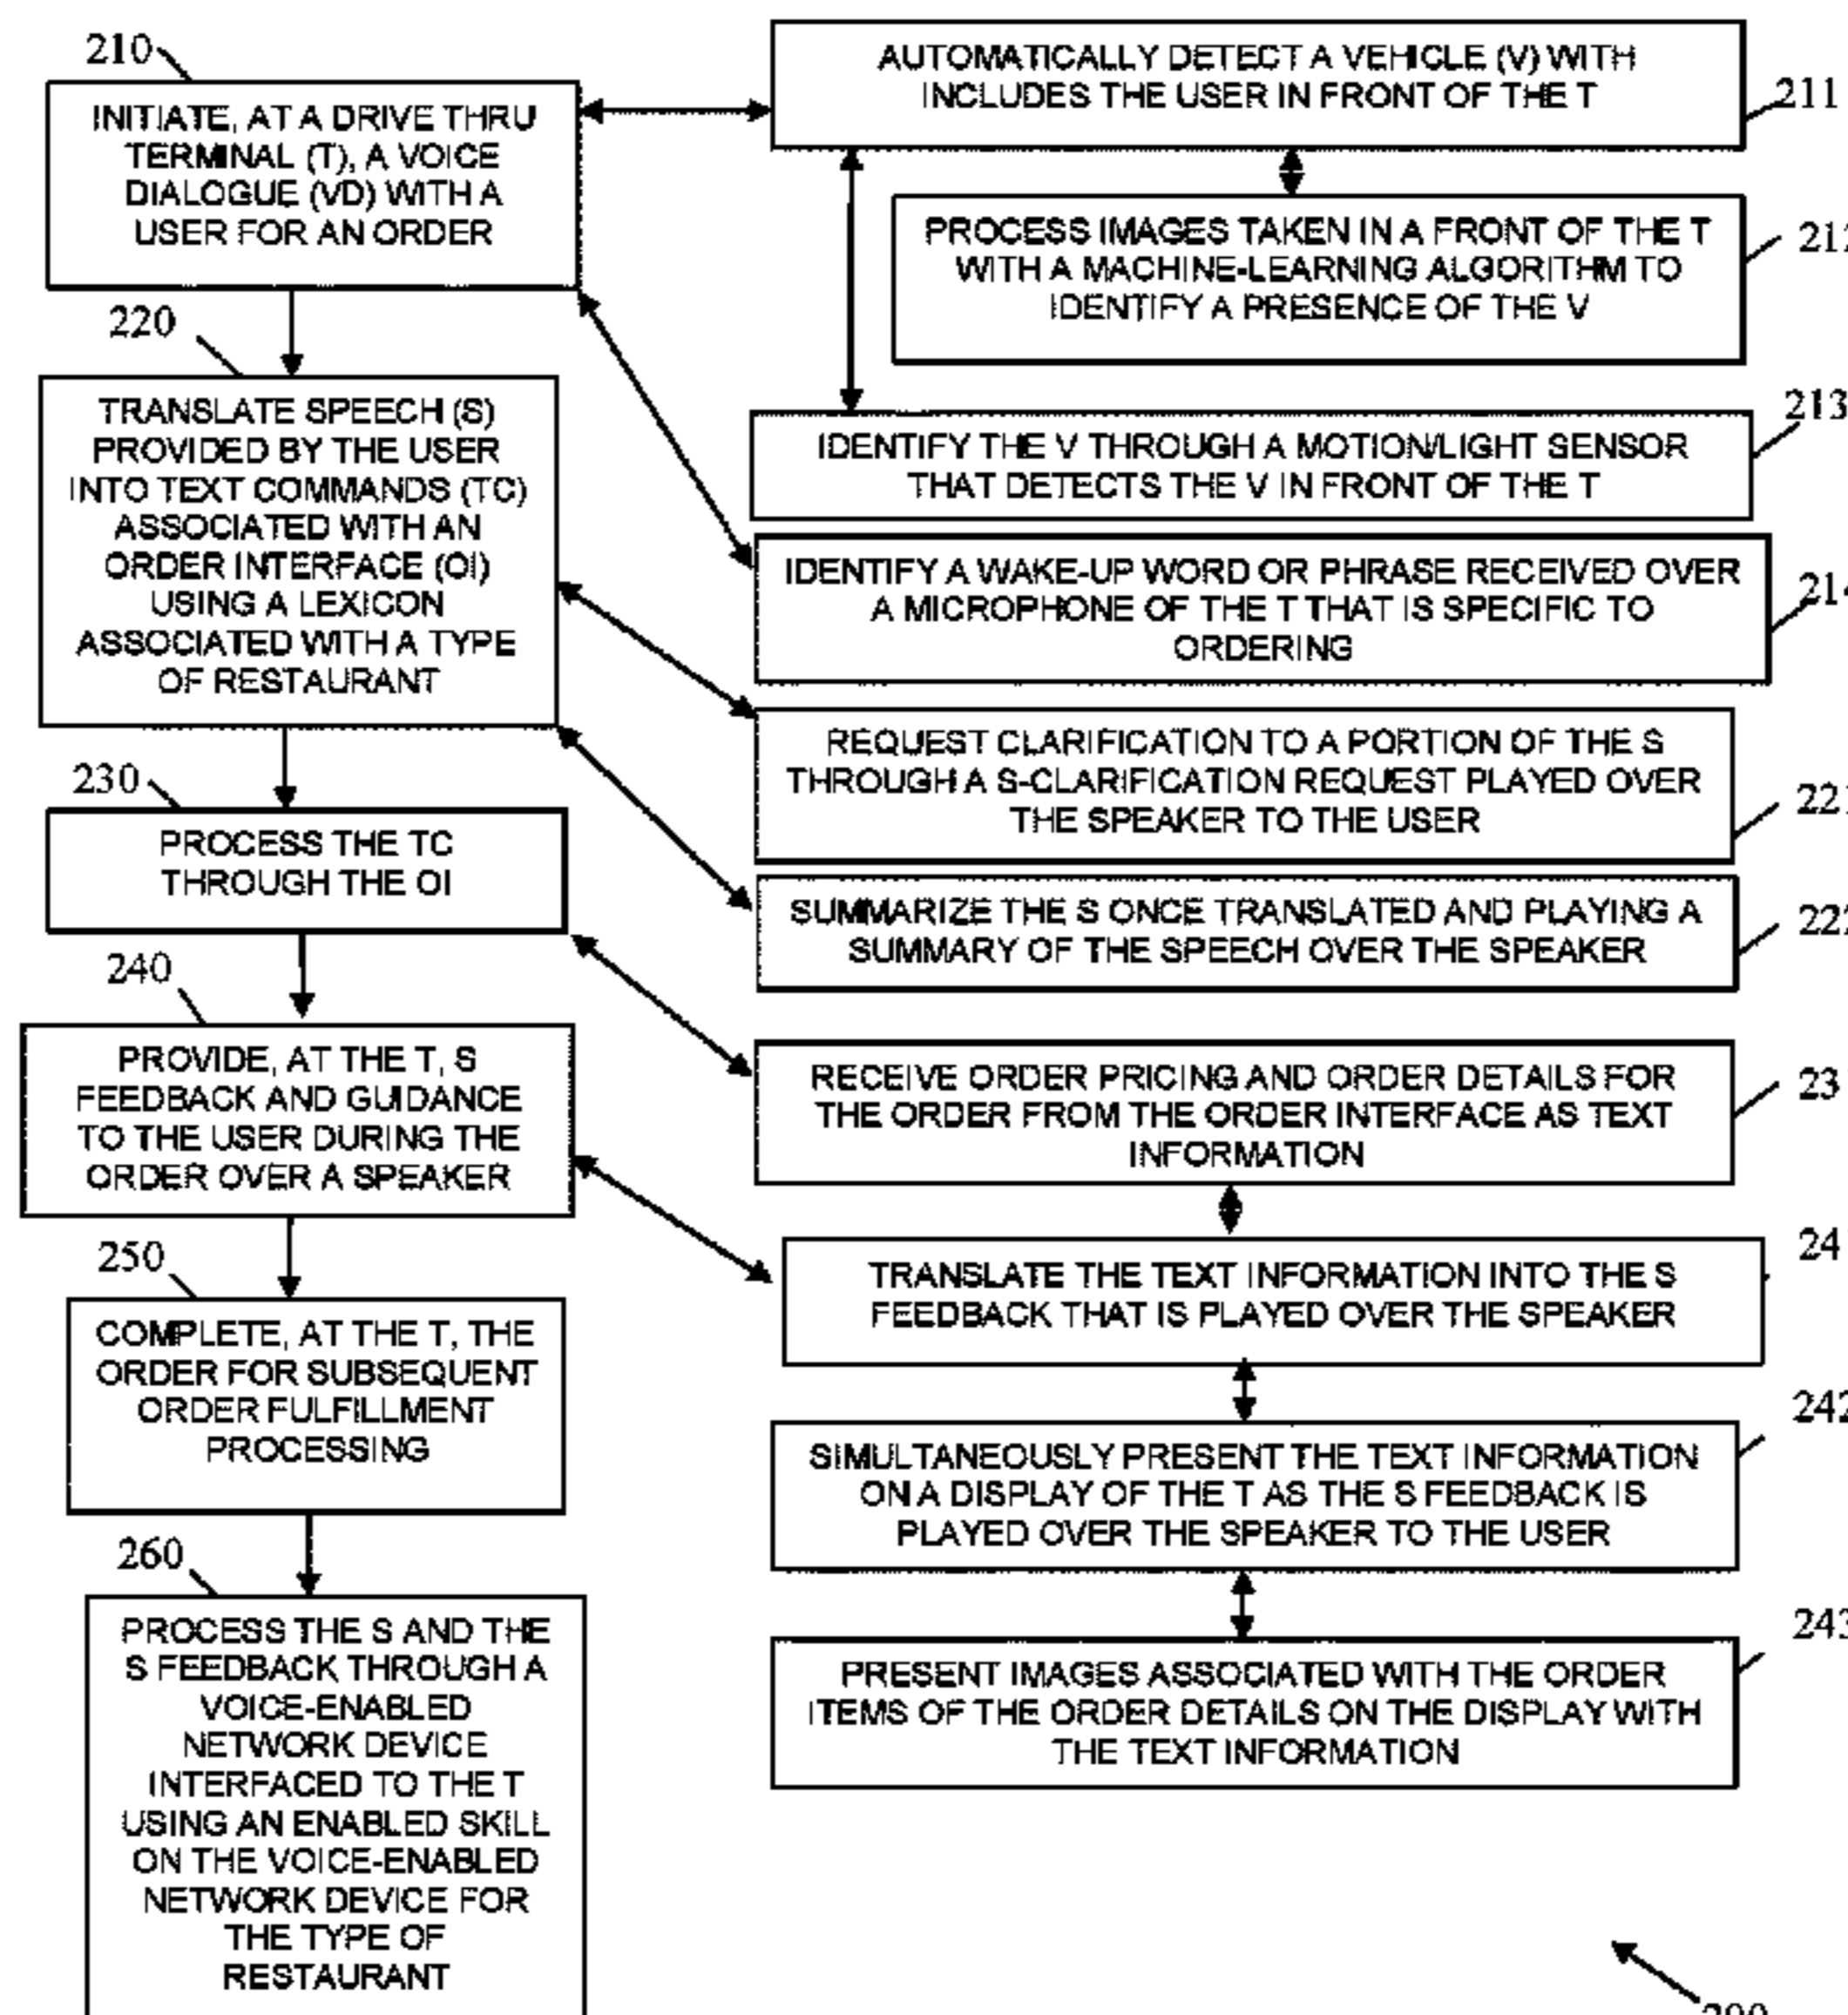 210
INITIATE, AT A DRIVE THRU
TERMINAL (T), A VOICE
DIALOGUE (VD) WITH A
USER FOR AN ORDER
220
TRANSLATE SPEECH (S)
PROVIDED BY THE USER
INTO TEXT COMMANDS (TC)
ASSOCIATED WITH AN
ORDER INTERFACE (OI)
USING A LEXICON
ASSOCIATED WITH A TYPE
OF RESTAURANT
230
PROCESS THE TC
THROUGH THE OI
240
PROVIDE, AT THE T, S
FEEDBACK AND GUIDANCE
TO THE USER DURING THE
ORDER OVER A SPEAKER
250
COMPLETE, AT THE T, THE
ORDER FOR SUBSEQUENT
ORDER FULFILLMENT
PROCESSING
260
PROCESS THE S AND THE
S FEEDBACK THROUGH A
VOICE-ENABLED
NETWORK DEVICE
INTERFACED TO THE T
USING AN ENABLED SKILL
ON THE VOICE-ENABLED
NETWORK DEVICE FOR
THE TYPE OF
RESTAURANT
AUTOMATICALLY DETECT A VEHICLE (V) WITH
INCLUDES THE USER IN FRONT OF THE T
211
PROCESS IMAGES TAKEN IN A FRONT OF THE T
WITH A MACHINE-LEARNING ALGORITHM TO
IDENTIFY A PRESENCE OF THE V
212
IDENTIFY THE V THROUGH A MOTION/LIGHT SENSOR
THAT DETECTS THE V IN FRONT OF THE T
213
IDENTIFY A WAKE-UP WORD OR PHRASE RECEIVED OVER
A MICROPHONE OF THE T THAT IS SPECIFIC TO
ORDERING
214
REQUEST CLARIFICATION TO A PORTION OF THE S
THROUGH A S-CLARIFICATION REQUEST PLAYED OVER
THE SPEAKER TO THE USER
221
SUMMARIZE THE S ONCE TRANSLATED AND PLAYING A
SUMMARY OF THE SPEECH OVER THE SPEAKER
222
RECEIVE ORDER PRICING AND ORDER DETAILS FOR
THE ORDER FROM THE ORDER INTERFACE AS TEXT
INFORMATION
23
TRANSLATE THE TEXT INFORMATION INTO THE S
FEEDBACK THAT IS PLAYED OVER THE SPEAKER
24
SIMULTANEOUSLY PRESENT THE TEXT INFORMATION
ON A DISPLAY OF THE T AS THE S FEEDBACK IS
PLAYED OVER THE SPEAKER TO THE USER
242
PRESENT IMAGES ASSOCIATED WITH THE ORDER
ITEMS OF THE ORDER DETAILS ON THE DISPLAY WITH
THE TEXT INFORMATION
243